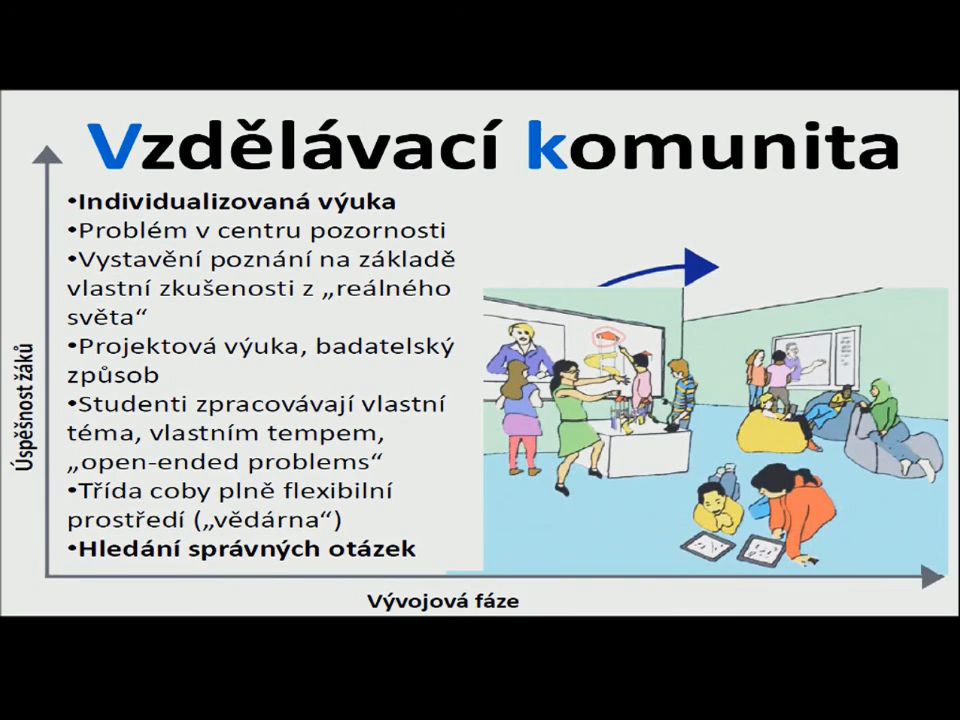 Vzdělávací komunita
•Individualizovaná výuka
•Problém v centru pozornosti
•Vystavění poznání na základě
vlastní zkušenosti z „reálného
světa“
•Projektová výuka, badatelský
způsob
•Studenti zpracovávají vlastní
téma, vlastním tempem,
„open-ended problems“
•Třída coby plně flexibilní
prostředí („vědárna“)
•Hledání správných otázek
Úspěšnost žáků
Vývojová fáze